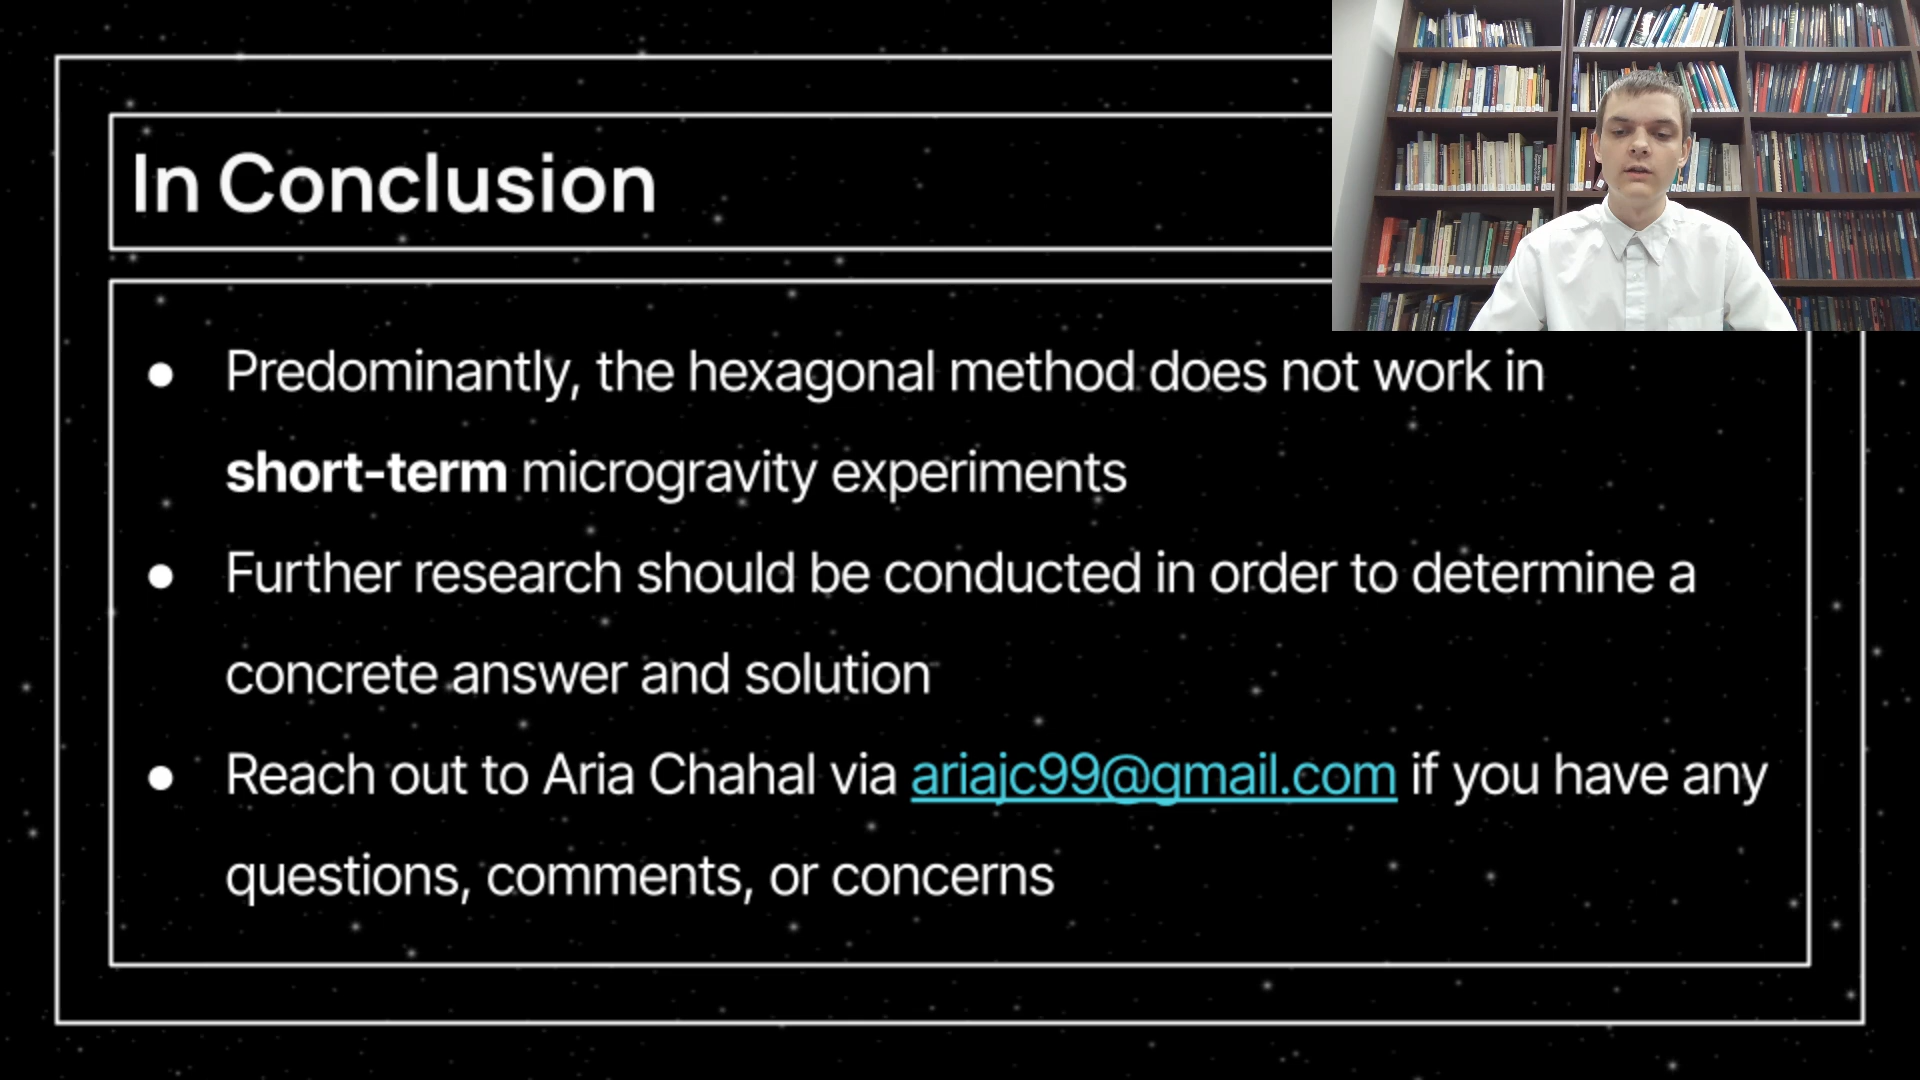 In Conclusion
● Predominantly, the hexagonal method does not work in
short-term microgravity experiments
● Further research should be conducted in order to determine a
concrete answer and solution
● Reach out to Aria Chahal via ariajc99@gmail.com if you have any
questions, comments, or concerns